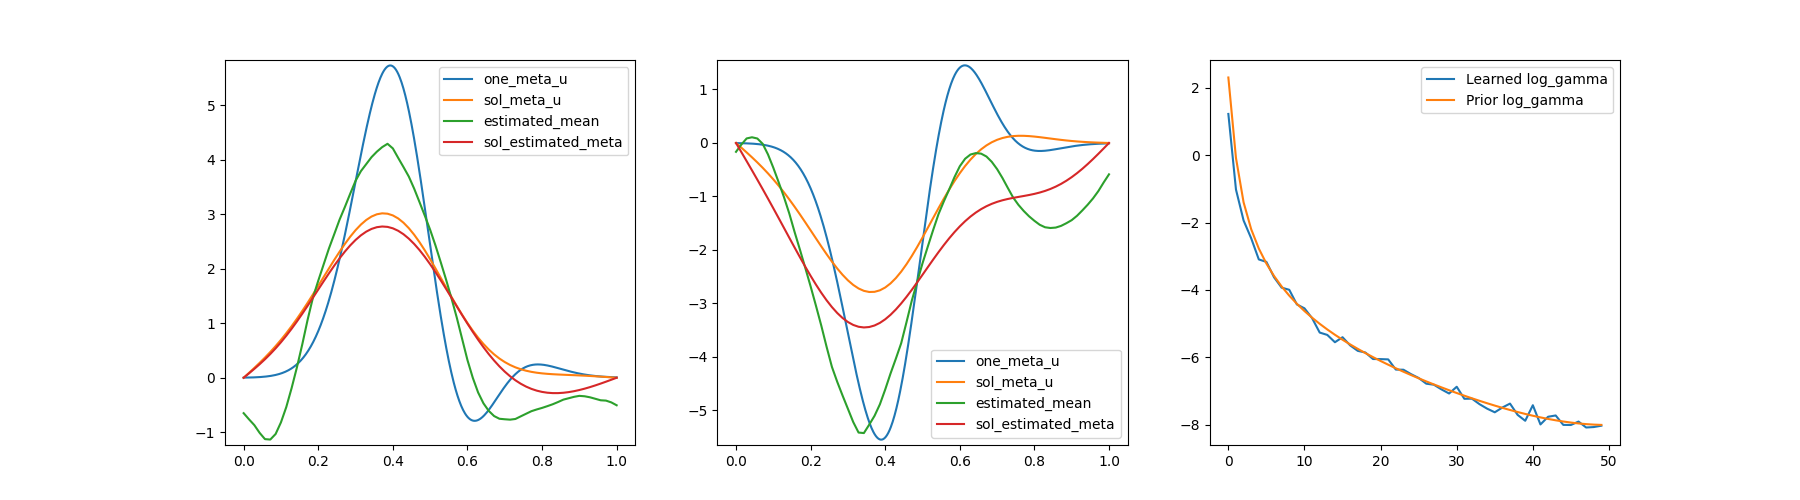 one_meta_u
sol_meta_u
estimated_mean
sol_estimated_meta
5
4
3
2
1
0
−1
0.0 0.2 0.4 0.6 0.8 1.0
1
0
−1
−2
−3
−4
−5
one_meta_u
sol_meta_u
estimated_mean
sol_estimated_meta
0.0 0.2 0.4 0.6 0.8 1.0
Learned log_gamma
Prior log_gamma
2
0
−2
−4
−6
−8
0 10 20 30 40 50